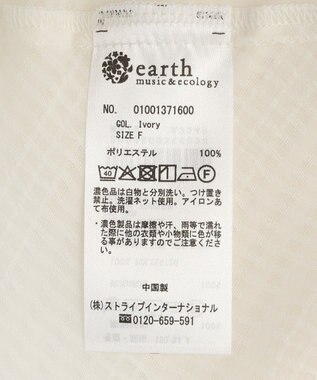 earth
music&ecology
NO. 01001371600
COL. Ivory
SIZE F
ポリエステル 100%
40 F
濃色品は白物と分別洗い。つけ置き
禁止。洗濯ネット使用。アイロンあ
て布使用。
・濃色製品は摩擦や汗、雨等で濡れ
た際に他の衣類や小物類に色が移
る事がありますのでご注意くださ
い。
中国製
(株)ストライプインターナショナル
0120-659-591